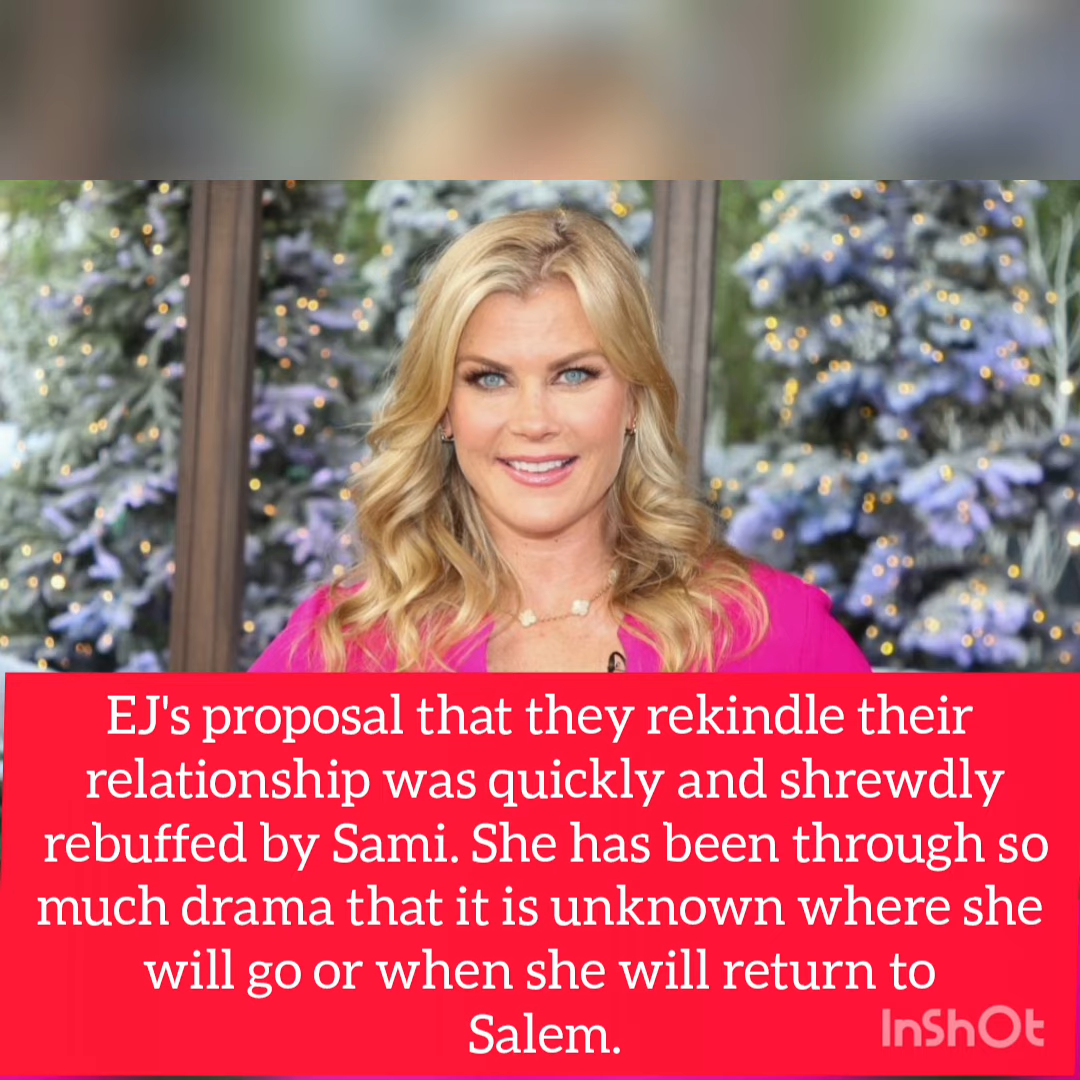 EJ's proposal that they rekindle their
relationship was quickly and shrewdly
rebuffed by Sami. She has been through so
much drama that it is unknown where she
will go or when she will return to
Salem.
InShOt